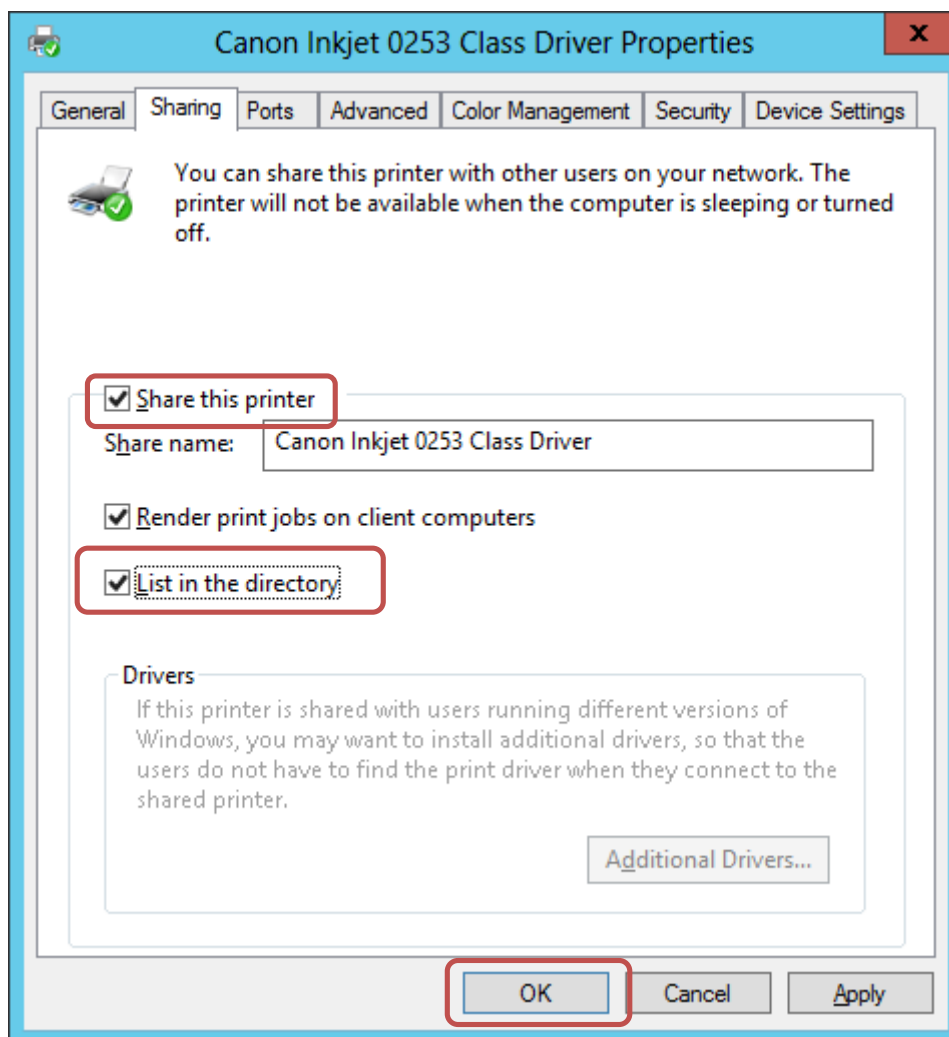 Canon Inkjet 0253 Class Driver Properties
x
General Sharing Ports Advanced Color Management Security Device Settings
You can share this printer with other users on your network. The
printer will not be available when the computer is sleeping or turned
off.
Share this printer
Share name: Canon Inkjet 0253 Class Driver
Render print jobs on client computers
List in the directory
Drivers
If this printer is shared with users running different versions of
Windows, you may want to install additional drivers, so that the
users do not have to find the print driver when they connect to the
shared printer.
Additional Drivers...
OK Cancel Apply